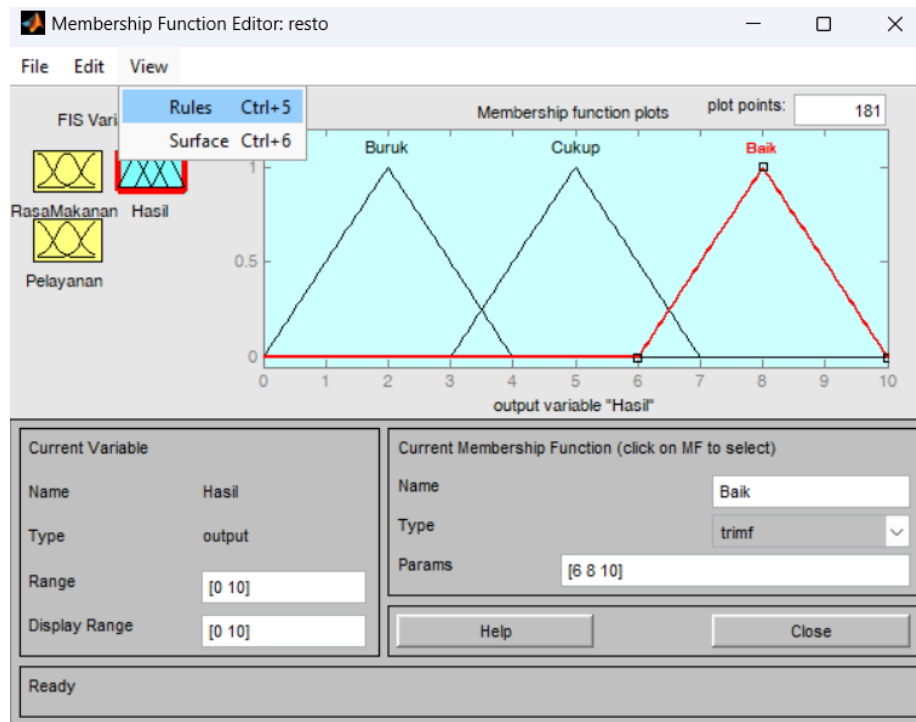 Membership Function Editor: resto
File Edit View
Rules Ctrl+5
Surface Ctrl+6
FIS Vari
RasaMakanan
Hasil
Pelayanan
Membership function plots
plot points: 181
Buruk Cukup Baik
1
0.5
0
0 1 2 3 4 5 6 7 8 9 10
output variable "Hasil"
Current Variable
Name Hasil
Type output
Range [0 10]
Display Range [0 10]
Current Membership Function (click on MF to select)
Name Baik
Type trimf
Params [6 8 10]
Help Close
Ready